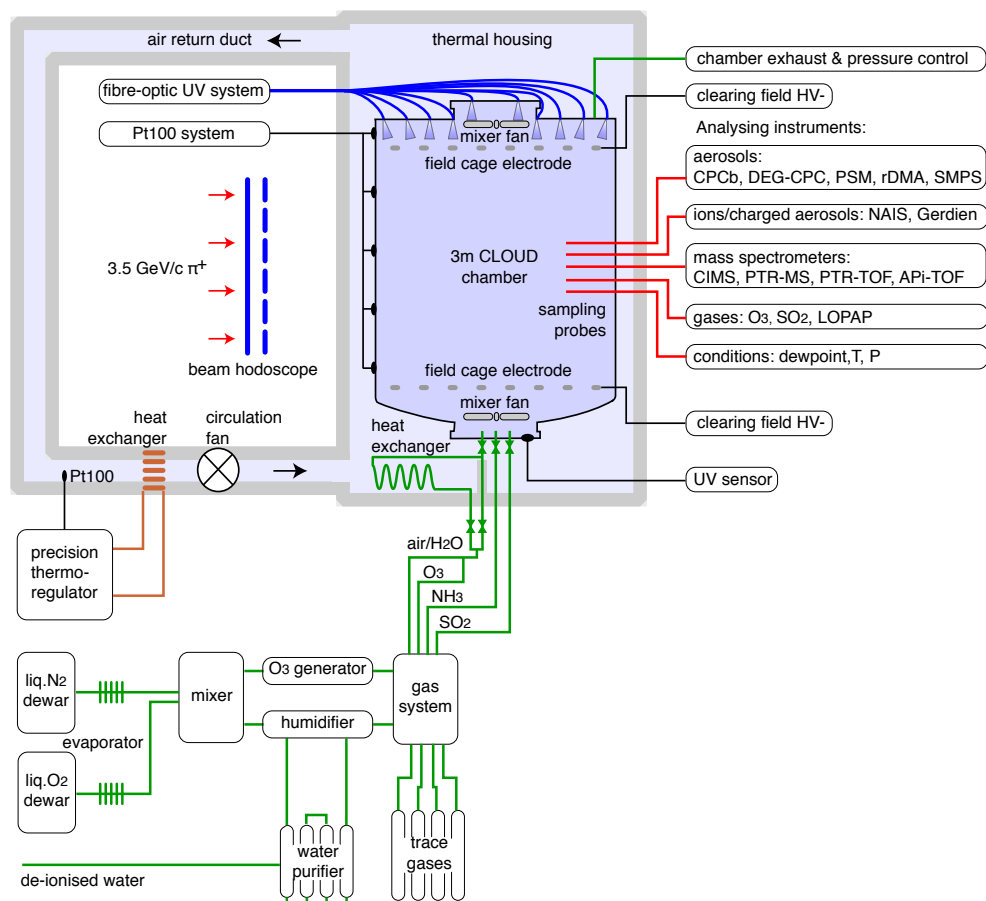 air return duct
thermal housing
chamber exhaust & pressure control
fibre-optic UV system
clearing field HV-
Pt100 system
mixer fan
Analysing instruments:
field cage electrode
aerosols:
CPCb, DEG-CPC, PSM, rDMA, SMPS
ions/charged aerosols: NAIS, Gerdien
3.5 GeV/c π+
3m CLOUD
chamber
mass spectrometers:
CIMS, PTR-MS, PTR-TOF, APi-TOF
sampling
probes
gases: O3, SO2, LOPAP
beam hodoscope
conditions: dewpoint,T, P
field cage electrode
mixer fan
heat
exchanger
circulation
fan
heat
exchanger
clearing field HV-
Pt100
UV sensor
precision
thermo-
regulator
air/H2O
O3
NH3
SO2
liq.N2
dewar
mixer
O3 generator
gas
system
humidifier
evaporator
liq.O2
dewar
water
purifier
trace
gases
de-ionised water